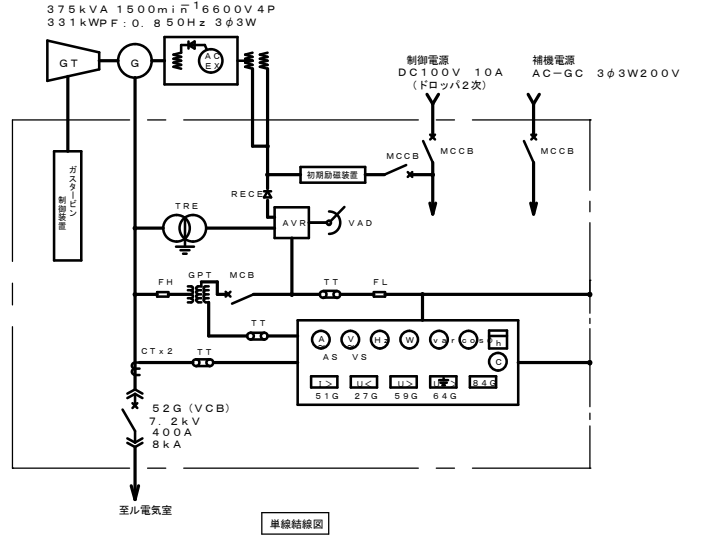 375kVA 1500min⁻¹6600V4P
331kWPF:0.850Hz 3φ3W
GT
G
AC
EX
制御電源
DC100V 10A
(ドロッパ2次)
補機電源
AC-GC 3φ3W200V
MCCB
MCCB
MCCB
初期励磁装置
ガスタービン
制御装置
RECE
TRE
AVR
VAD
FH
GPT
MCB
TT
FL
TT
CTx2
TT
A
V
Hz
W
var
cosφ
h
AS VS
C
I>
U<
U>
U⏚>
84G
51G 27G 59G 64G
52G (VCB)
7.2kV
400A
8kA
至ル電気室
単線結線図